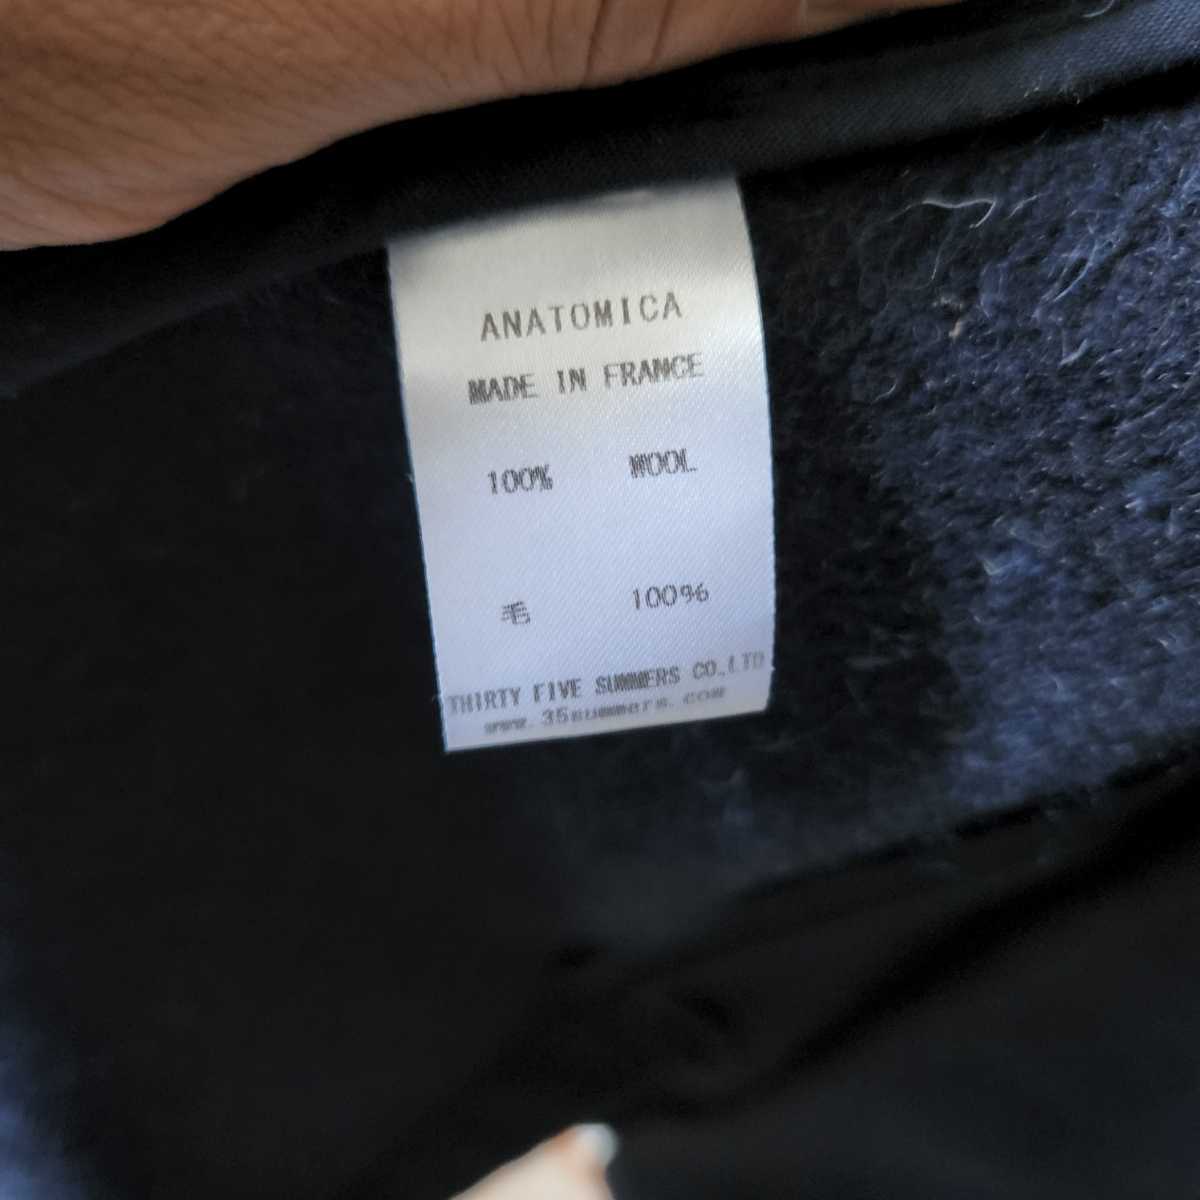 ANATOMICA
MADE IN FRANCE
100% WOOL
毛 100%
THIRTY FIVE SUMMERS CO.,LTD
www.35summers.com